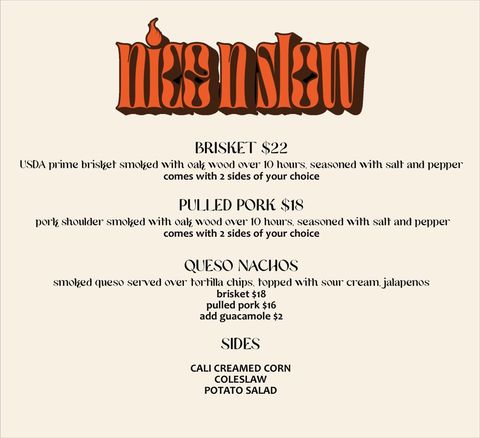 nice n slow
BRISKET $22
USDA prime brisket smoked with oak wood over 10 hours, seasoned with salt and pepper
comes with 2 sides of your choice
PULLED PORK $18
pork shoulder smoked with oak wood over 10 hours, seasoned with salt and pepper
comes with 2 sides of your choice
QUESO NACHOS
smoked queso served over tortilla chips, topped with sour cream, jalapenos
brisket $18
pulled pork $16
add guacamole $2
SIDES
CALI CREAMED CORN
COLESLAW
POTATO SALAD